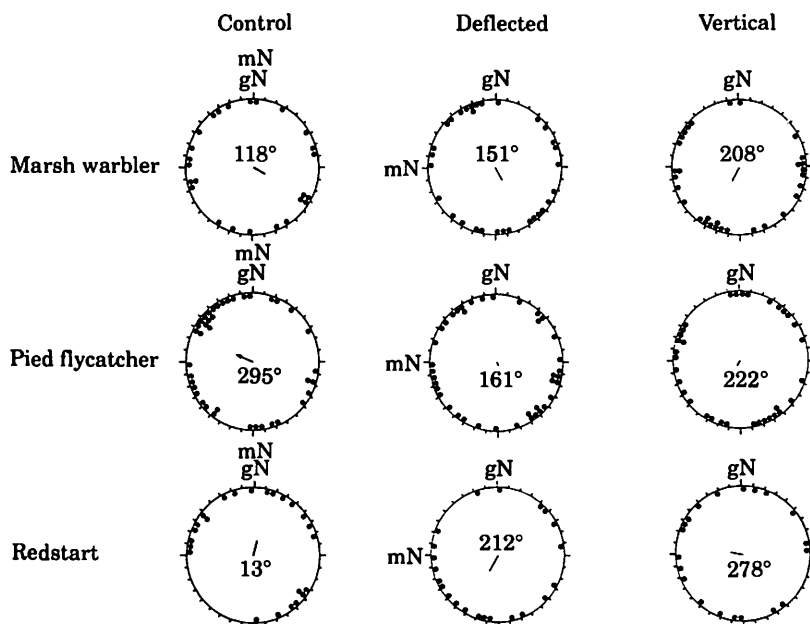 Control Deflected Vertical
mN
gN gN gN
Marsh warbler 118° mN 151° 208°
mN
gN gN gN
Pied flycatcher 295° mN 161° 222°
mN
gN gN gN
Redstart 13° mN 212° 278°